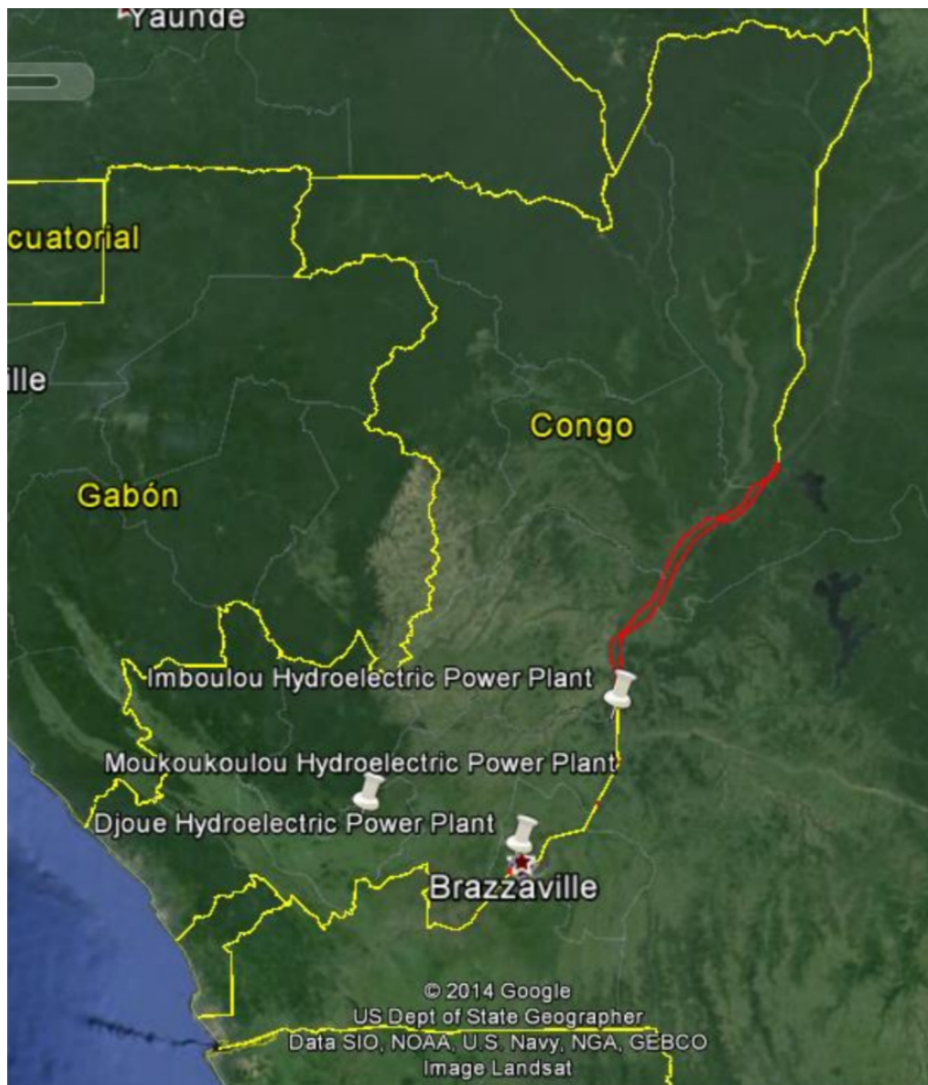 Yaunde
cuatorial
ille
Congo
Gabón
Imboulou Hydroelectric Power Plant
Moukoukoulou Hydroelectric Power Plant
Djoue Hydroelectric Power Plant
Brazzaville
© 2014 Google
US Dept of State Geographer
Data SIO, NOAA, U.S. Navy, NGA, GEBCO
Image Landsat